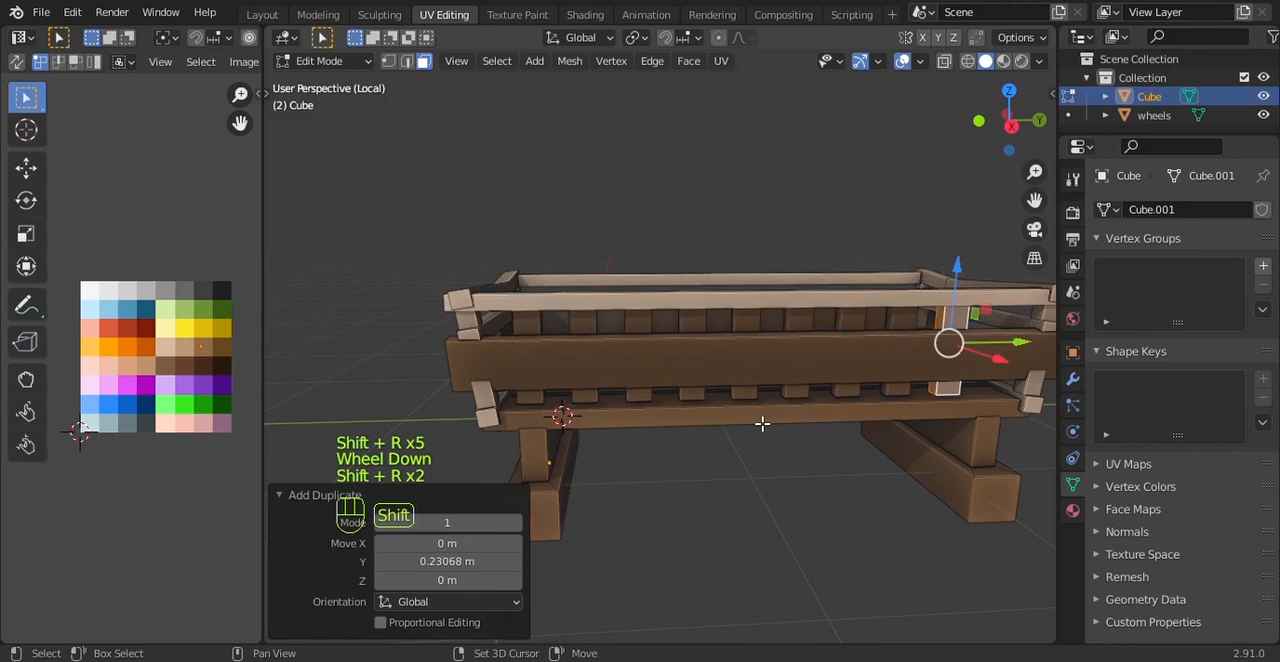 File Edit Render Window Help Layout Modeling Sculpting UV Editing Texture Paint Shading Animation Rendering Compositing Scripting + Scene View Layer
Global X Y Z Options
Edit Mode View Select Add Mesh Vertex Edge Face UV
View Select Image
User Perspective (Local)
(2) Cube
Z
Y
X
Scene Collection
Collection
Cube
wheels
Cube Cube.001
Cube.001
Vertex Groups
Shape Keys
UV Maps
Vertex Colors
Face Maps
Normals
Texture Space
Remesh
Geometry Data
Custom Properties
Shift + R x5
Wheel Down
Shift + R x2
Add Duplicate
Shift
Mode 1
Move X 0 m
Y 0.23068 m
Z 0 m
Orientation Global
Proportional Editing
Select Box Select Pan View Set 3D Cursor Move 2.91.0